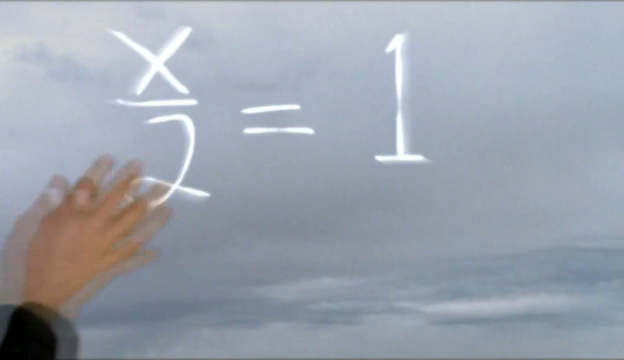 x/2 = 1